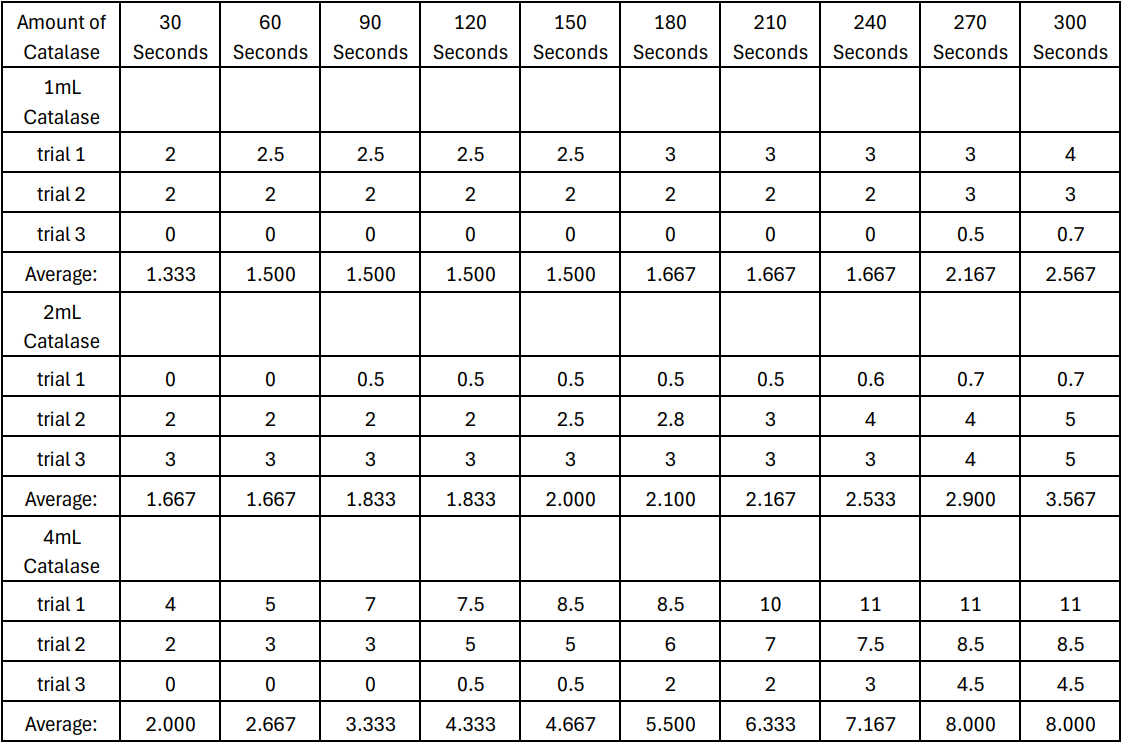 Amount of Catalase 30 Seconds 60 Seconds 90 Seconds 120 Seconds 150 Seconds 180 Seconds 210 Seconds 240 Seconds 270 Seconds 300 Seconds
1mL Catalase
trial 1 2 2.5 2.5 2.5 2.5 3 3 3 3 4
trial 2 2 2 2 2 2 2 2 2 3 3
trial 3 0 0 0 0 0 0 0 0 0.5 0.7
Average: 1.333 1.500 1.500 1.500 1.500 1.667 1.667 1.667 2.167 2.567
2mL Catalase
trial 1 0 0 0.5 0.5 0.5 0.5 0.5 0.6 0.7 0.7
trial 2 2 2 2 2 2.5 2.8 3 4 4 5
trial 3 3 3 3 3 3 3 3 3 4 5
Average: 1.667 1.667 1.833 1.833 2.000 2.100 2.167 2.533 2.900 3.567
4mL Catalase
trial 1 4 5 7 7.5 8.5 8.5 10 11 11 11
trial 2 2 3 3 5 5 6 7 7.5 8.5 8.5
trial 3 0 0 0 0.5 0.5 2 2 3 4.5 4.5
Average: 2.000 2.667 3.333 4.333 4.667 5.500 6.333 7.167 8.000 8.000